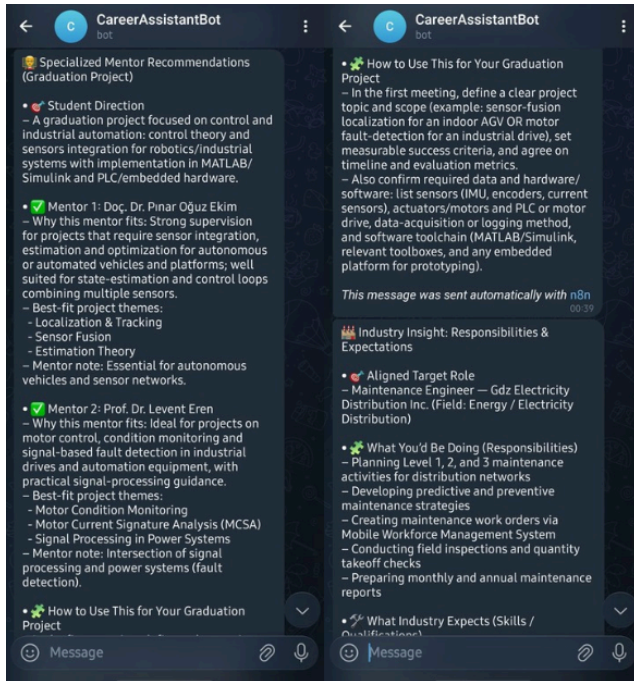 CareerAssistantBot
C
bot
👷 Specialized Mentor Recommendations
(Graduation Project)
• 🎯 Student Direction
– A graduation project focused on control and
industrial automation: control theory and
sensors integration for robotics/industrial
systems with implementation in MATLAB/
Simulink and PLC/embedded hardware.
• ✅ Mentor 1: Doç. Dr. Pınar Oğuz Ekim
– Why this mentor fits: Strong supervision
for projects that require sensor integration,
estimation and optimization for autonomous
or automated vehicles and platforms; well
suited for state-estimation and control loops
combining multiple sensors.
– Best-fit project themes:
- Localization & Tracking
- Sensor Fusion
- Estimation Theory
– Mentor note: Essential for autonomous
vehicles and sensor networks.
• ✅ Mentor 2: Prof. Dr. Levent Eren
– Why this mentor fits: Ideal for projects on
motor control, condition monitoring and
signal-based fault detection in industrial
drives and automation equipment, with
practical signal-processing guidance.
– Best-fit project themes:
- Motor Condition Monitoring
- Motor Current Signature Analysis (MCSA)
- Signal Processing in Power Systems
– Mentor note: Intersection of signal
processing and power systems (fault
detection).
• 🧩 How to Use This for Your Graduation
Project
Message
CareerAssistantBot
C
bot
• 🧩 How to Use This for Your Graduation
Project
– In the first meeting, define a clear project
topic and scope (example: sensor-fusion
localization for an indoor AGV OR motor
fault-detection for an industrial drive), set
measurable success criteria, and agree on
timeline and evaluation metrics.
– Also confirm required data and hardware/
software: list sensors (IMU, encoders, current
sensors), actuators/motors and PLC or motor
drive, data-acquisition or logging method,
and software toolchain (MATLAB/Simulink,
relevant toolboxes, and any embedded
platform for prototyping).
This message was sent automatically with n8n
00:39
🏭 Industry Insight: Responsibilities &
Expectations
• 🎯 Aligned Target Role
– Maintenance Engineer — Gdz Electricity
Distribution Inc. (Field: Energy / Electricity
Distribution)
• 🧩 What You'd Be Doing (Responsibilities)
– Planning Level 1, 2, and 3 maintenance
activities for distribution networks
– Developing predictive and preventive
maintenance strategies
– Creating maintenance work orders via
Mobile Workforce Management System
– Conducting field inspections and quantity
takeoff checks
– Preparing monthly and annual maintenance
reports
• 🛠 What Industry Expects (Skills /
Qualifications)
Message